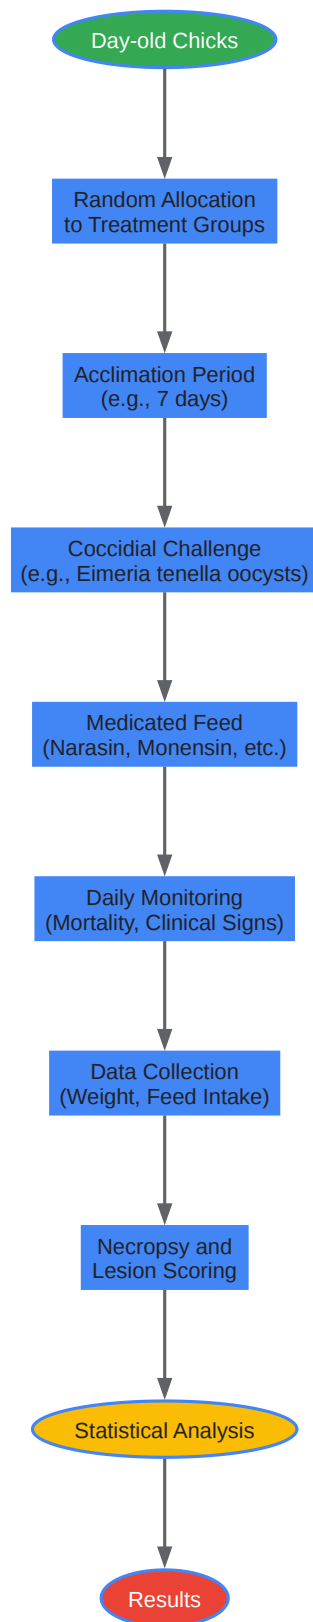 Day-old Chicks
Random Allocation
to Treatment Groups
Acclimation Period
(e.g., 7 days)
Coccidial Challenge
(e.g., Eimeria tenella oocysts)
Medicated Feed
(Narasin, Monensin, etc.)
Daily Monitoring
(Mortality, Clinical Signs)
Data Collection
(Weight, Feed Intake)
Necropsy and
Lesion Scoring
Statistical Analysis
Results